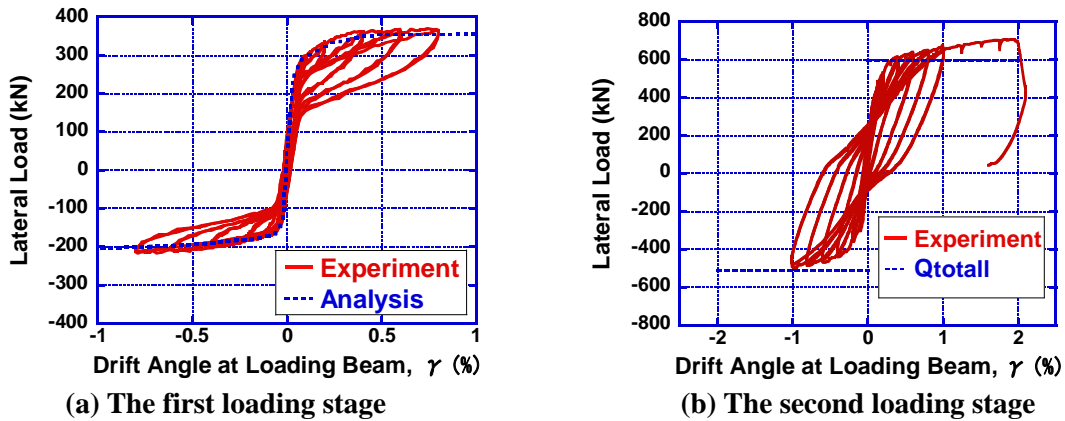 400
300
200
100
0
-100
-200
-300
-400
Lateral Load (kN)
Experiment
Analysis
-1 -0.5 0 0.5 1
Drift Angle at Loading Beam, γ (%)
(a) The first loading stage
800
600
400
200
0
-200
-400
-600
-800
Lateral Load (kN)
Experiment
Qtotall
-2 -1 0 1 2
Drift Angle at Loading Beam, γ (%)
(b) The second loading stage